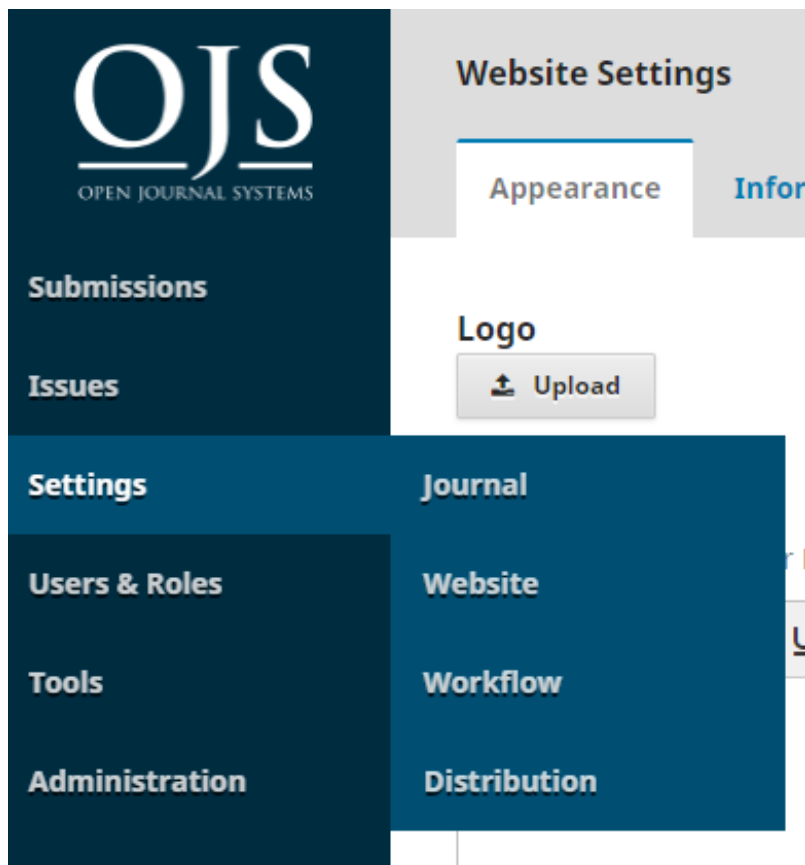 OJS
OPEN JOURNAL SYSTEMS
Submissions
Issues
Settings
Users & Roles
Tools
Administration
Journal
Website
Workflow
Distribution
Website Settings
Appearance
Logo
Upload